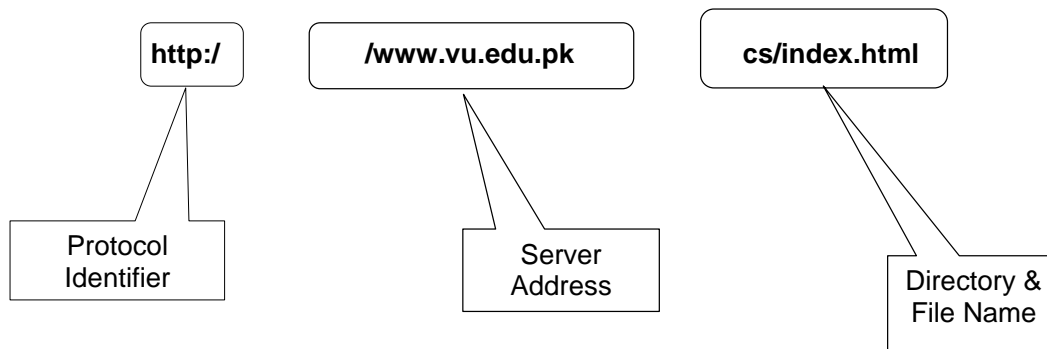 http:/ /www.vu.edu.pk cs/index.html
Protocol
Identifier
Server
Address
Directory &
File Name